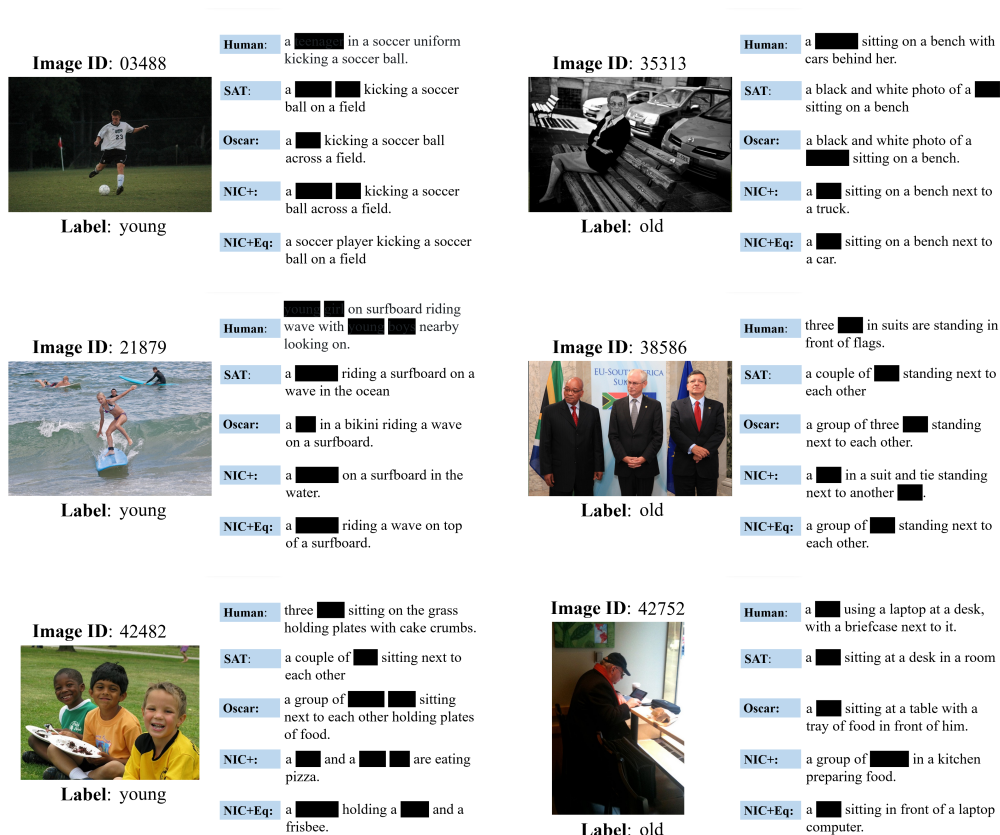 Image ID: 03488
Human: a teenager in a soccer uniform
kicking a soccer ball.
SAT: a kicking a soccer
ball on a field
Oscar: a kicking a soccer ball
across a field.
NIC+: a kicking a soccer
ball across a field.
NIC+Eq: a soccer player kicking a soccer
ball on a field
23
Label: young
Image ID: 35313
Human: a sitting on a bench with
cars behind her.
SAT: a black and white photo of a
sitting on a bench
Oscar: a black and white photo of a
sitting on a bench.
NIC+: a sitting on a bench next to
a truck.
NIC+Eq: a sitting on a bench next to
a car.
Label: old
Image ID: 21879
Human: young girl on surfboard riding
wave with young boys nearby
looking on.
SAT: a riding a surfboard on a
wave in the ocean
Oscar: a in a bikini riding a wave
on a surfboard.
NIC+: a on a surfboard in the
water.
NIC+Eq: a riding a wave on top
of a surfboard.
Label: young
Image ID: 38586
Human: three in suits are standing in
front of flags.
SAT: a couple of standing next to
each other
Oscar: a group of three standing
next to each other.
NIC+: a in a suit and tie standing
next to another .
NIC+Eq: a group of standing next to
each other.
EU-SOUTH AFRICA
Label: old
Image ID: 42482
Human: three sitting on the grass
holding plates with cake crumbs.
SAT: a couple of sitting next to
each other
Oscar: a group of sitting
next to each other holding plates
of food.
NIC+: a and a are eating
pizza.
NIC+Eq: a holding a and a
frisbee.
Label: young
Image ID: 42752
Human: a using a laptop at a desk,
with a briefcase next to it.
SAT: a sitting at a desk in a room
Oscar: a sitting at a table with a
tray of food in front of him.
NIC+: a group of in a kitchen
preparing food.
NIC+Eq: a sitting in front of a laptop
computer.
Label: old